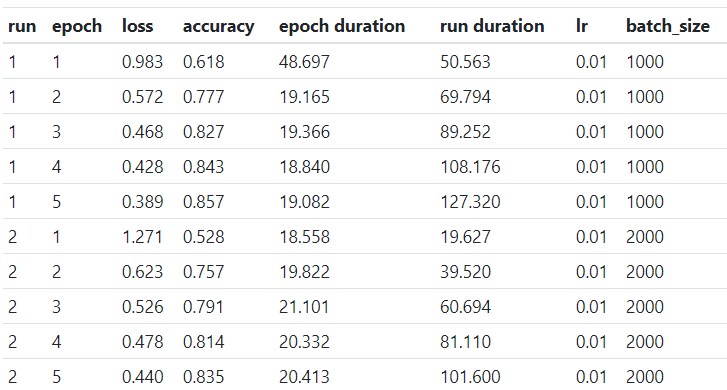 run epoch loss accuracy epoch duration run duration lr batch_size
1 1 0.983 0.618 48.697 50.563 0.01 1000
1 2 0.572 0.777 19.165 69.794 0.01 1000
1 3 0.468 0.827 19.366 89.252 0.01 1000
1 4 0.428 0.843 18.840 108.176 0.01 1000
1 5 0.389 0.857 19.082 127.320 0.01 1000
2 1 1.271 0.528 18.558 19.627 0.01 2000
2 2 0.623 0.757 19.822 39.520 0.01 2000
2 3 0.526 0.791 21.101 60.694 0.01 2000
2 4 0.478 0.814 20.332 81.110 0.01 2000
2 5 0.440 0.835 20.413 101.600 0.01 2000